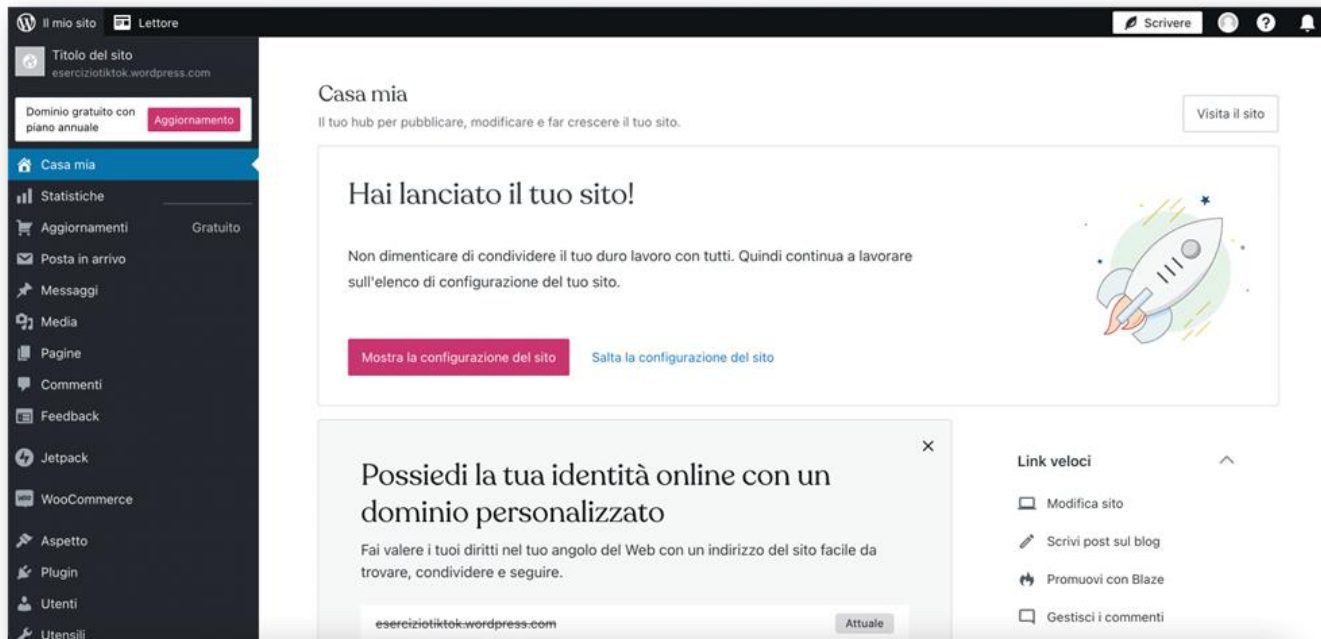 Il mio sito
Lettore
Scrivere
Titolo del sito
eserciziotiktok.wordpress.com
Dominio gratuito con
piano annuale
Aggiornamento
Casa mia
Statistiche
Aggiornamenti Gratuito
Posta in arrivo
Messaggi
Media
Pagine
Commenti
Feedback
Jetpack
WooCommerce
Aspetto
Plugin
Utenti
Utensili
Casa mia
Il tuo hub per pubblicare, modificare e far crescere il tuo sito.
Visita il sito
Hai lanciato il tuo sito!
Non dimenticare di condividere il tuo duro lavoro con tutti. Quindi continua a lavorare
sull'elenco di configurazione del tuo sito.
Mostra la configurazione del sito
Salta la configurazione del sito
Possiedi la tua identità online con un
dominio personalizzato
Fai valere i tuoi diritti nel tuo angolo del Web con un indirizzo del sito facile da
trovare, condividere e seguire.
eserciziotiktok.wordpress.com
Attuale
Link veloci
Modifica sito
Scrivi post sul blog
Promuovi con Blaze
Gestisci i commenti